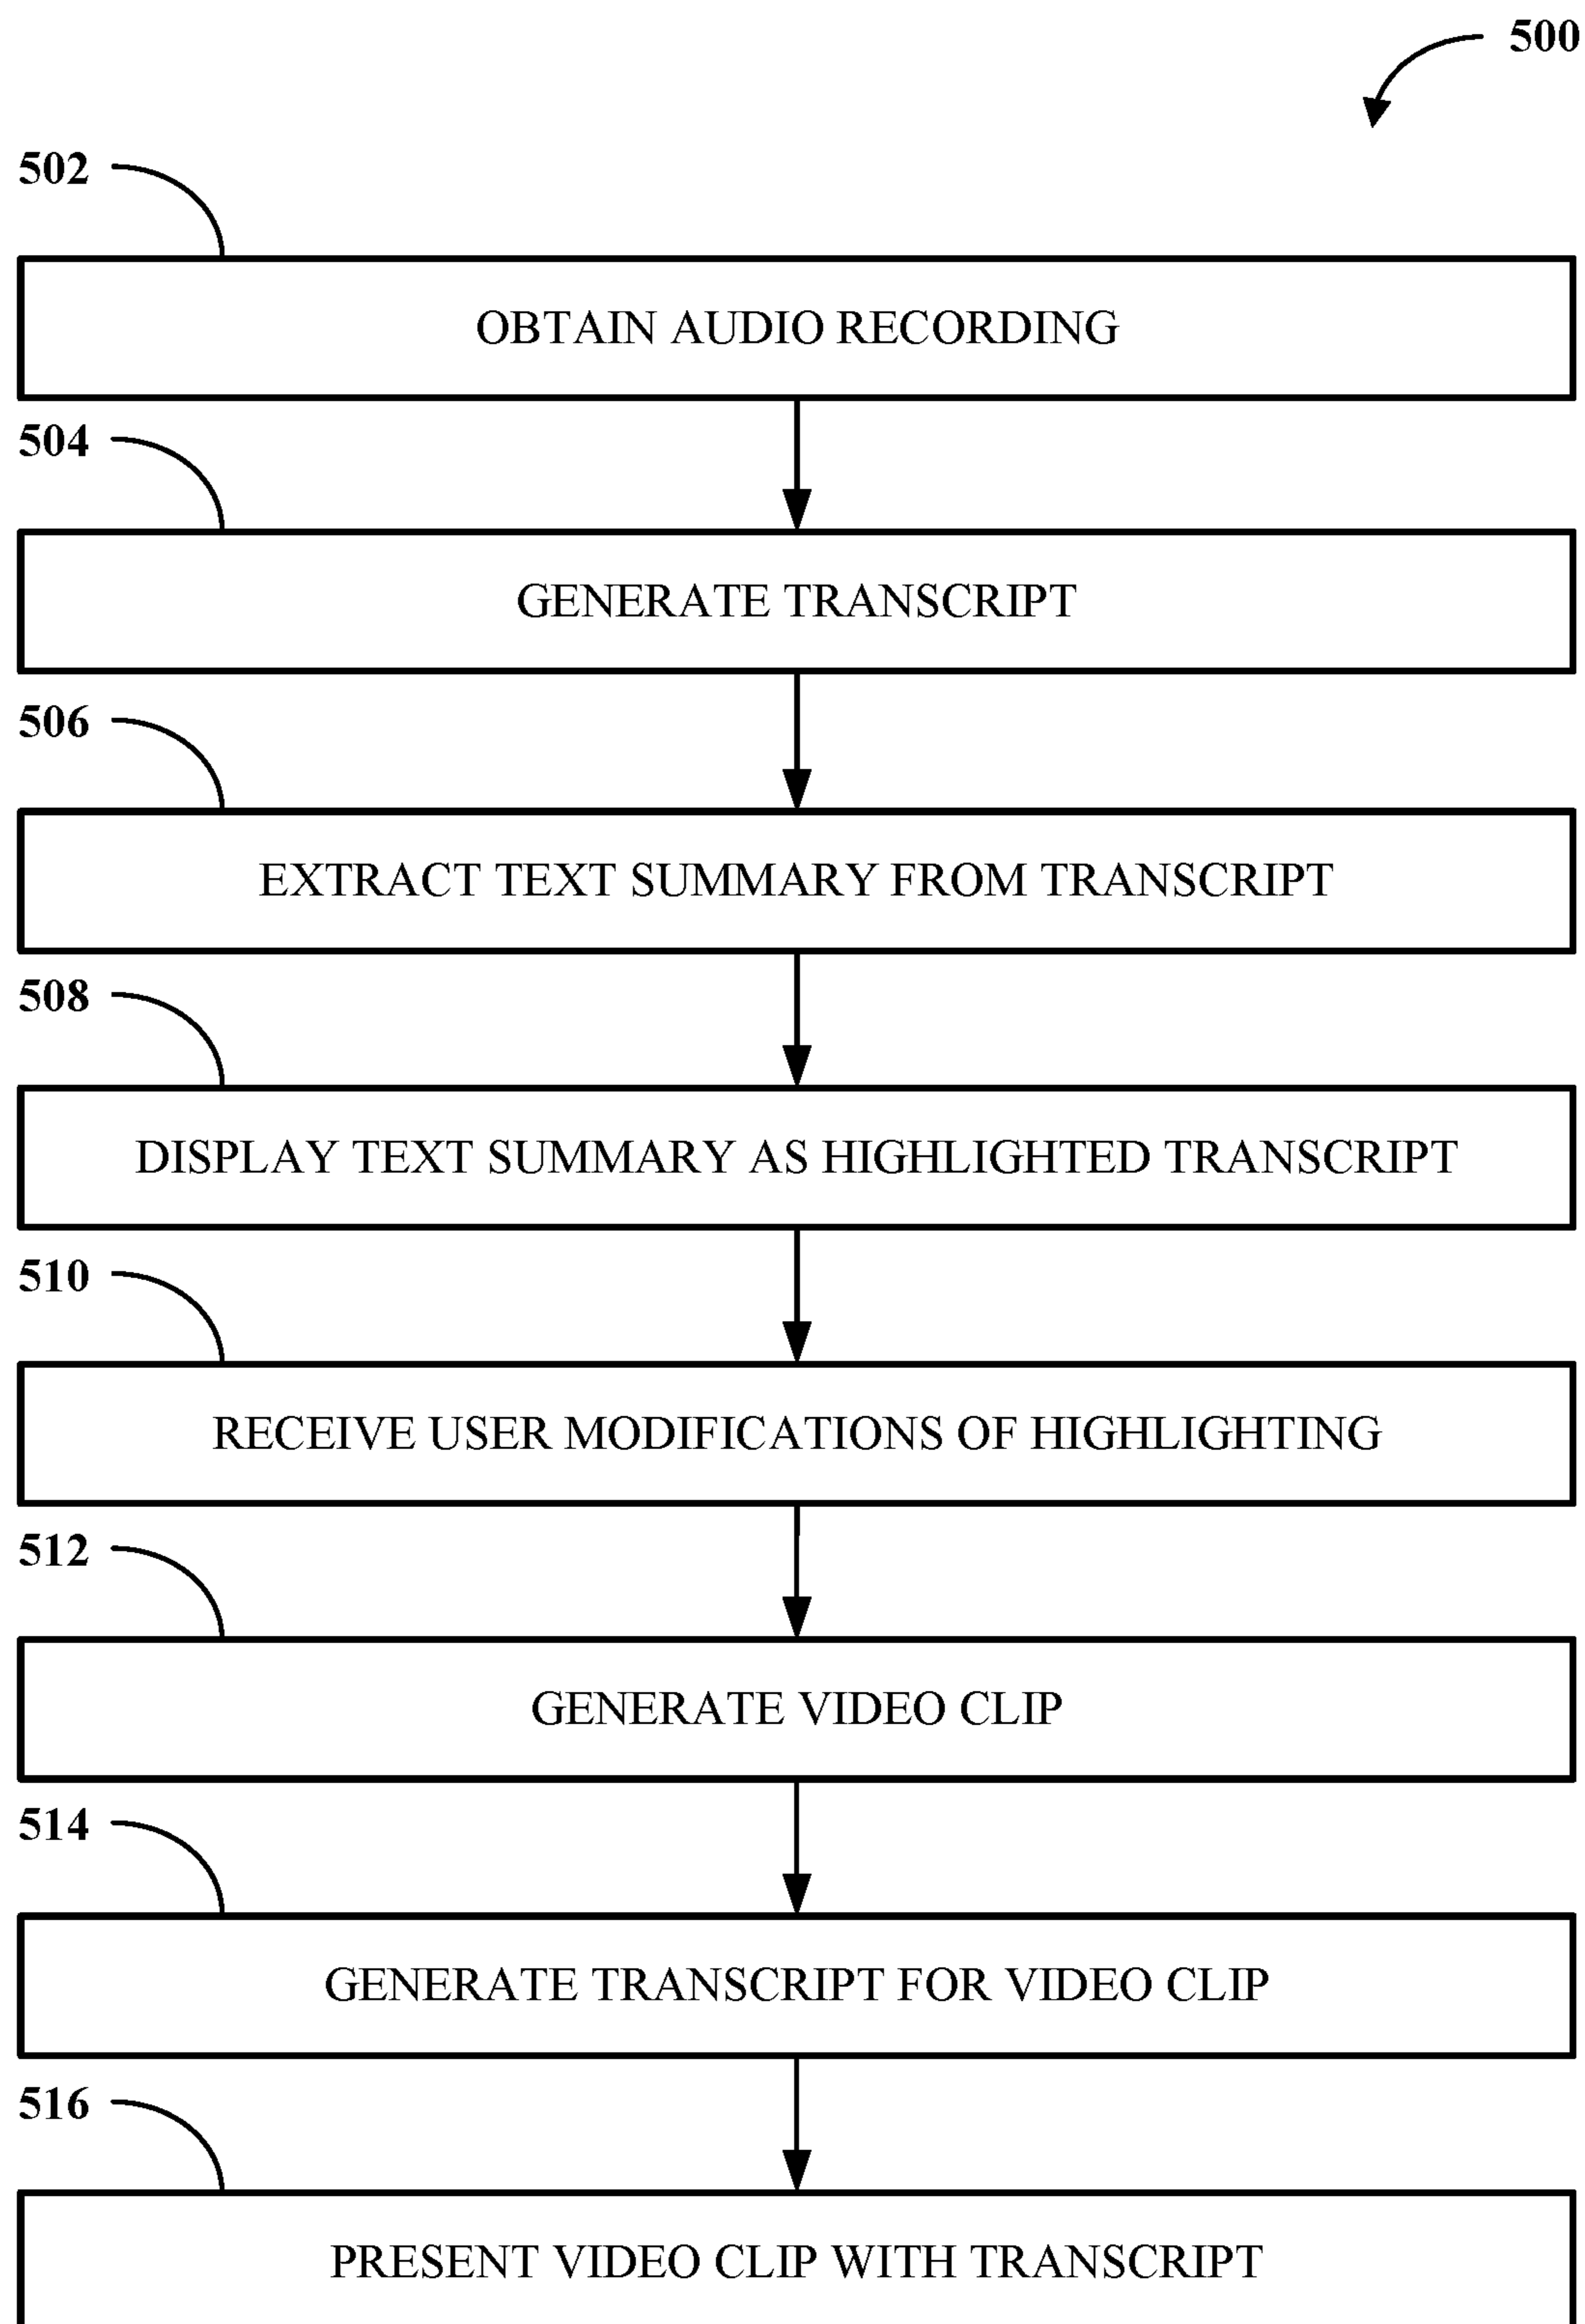 500
502
OBTAIN AUDIO RECORDING
504
GENERATE TRANSCRIPT
506
EXTRACT TEXT SUMMARY FROM TRANSCRIPT
508
DISPLAY TEXT SUMMARY AS HIGHLIGHTED TRANSCRIPT
510
RECEIVE USER MODIFICATIONS OF HIGHLIGHTING
512
GENERATE VIDEO CLIP
514
GENERATE TRANSCRIPT FOR VIDEO CLIP
516
PRESENT VIDEO CLIP WITH TRANSCRIPT